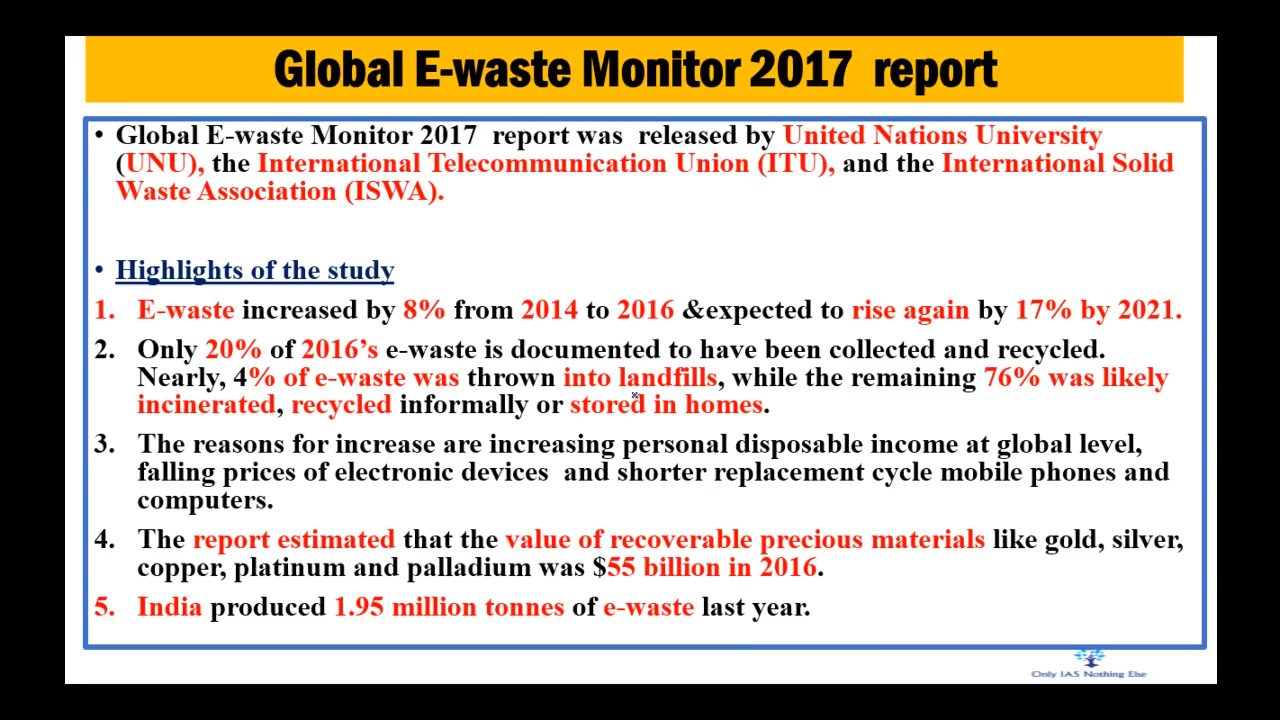 Global E-waste Monitor 2017 report
• Global E-waste Monitor 2017 report was released by United Nations University
(UNU), the International Telecommunication Union (ITU), and the International Solid
Waste Association (ISWA).
• Highlights of the study
1. E-waste increased by 8% from 2014 to 2016 &expected to rise again by 17% by 2021.
2. Only 20% of 2016’s e-waste is documented to have been collected and recycled.
Nearly, 4% of e-waste was thrown into landfills, while the remaining 76% was likely
incinerated, recycled informally or stored in homes.
3. The reasons for increase are increasing personal disposable income at global level,
falling prices of electronic devices and shorter replacement cycle mobile phones and
computers.
4. The report estimated that the value of recoverable precious materials like gold, silver,
copper, platinum and palladium was $55 billion in 2016.
5. India produced 1.95 million tonnes of e-waste last year.
Only IAS Nothing Else